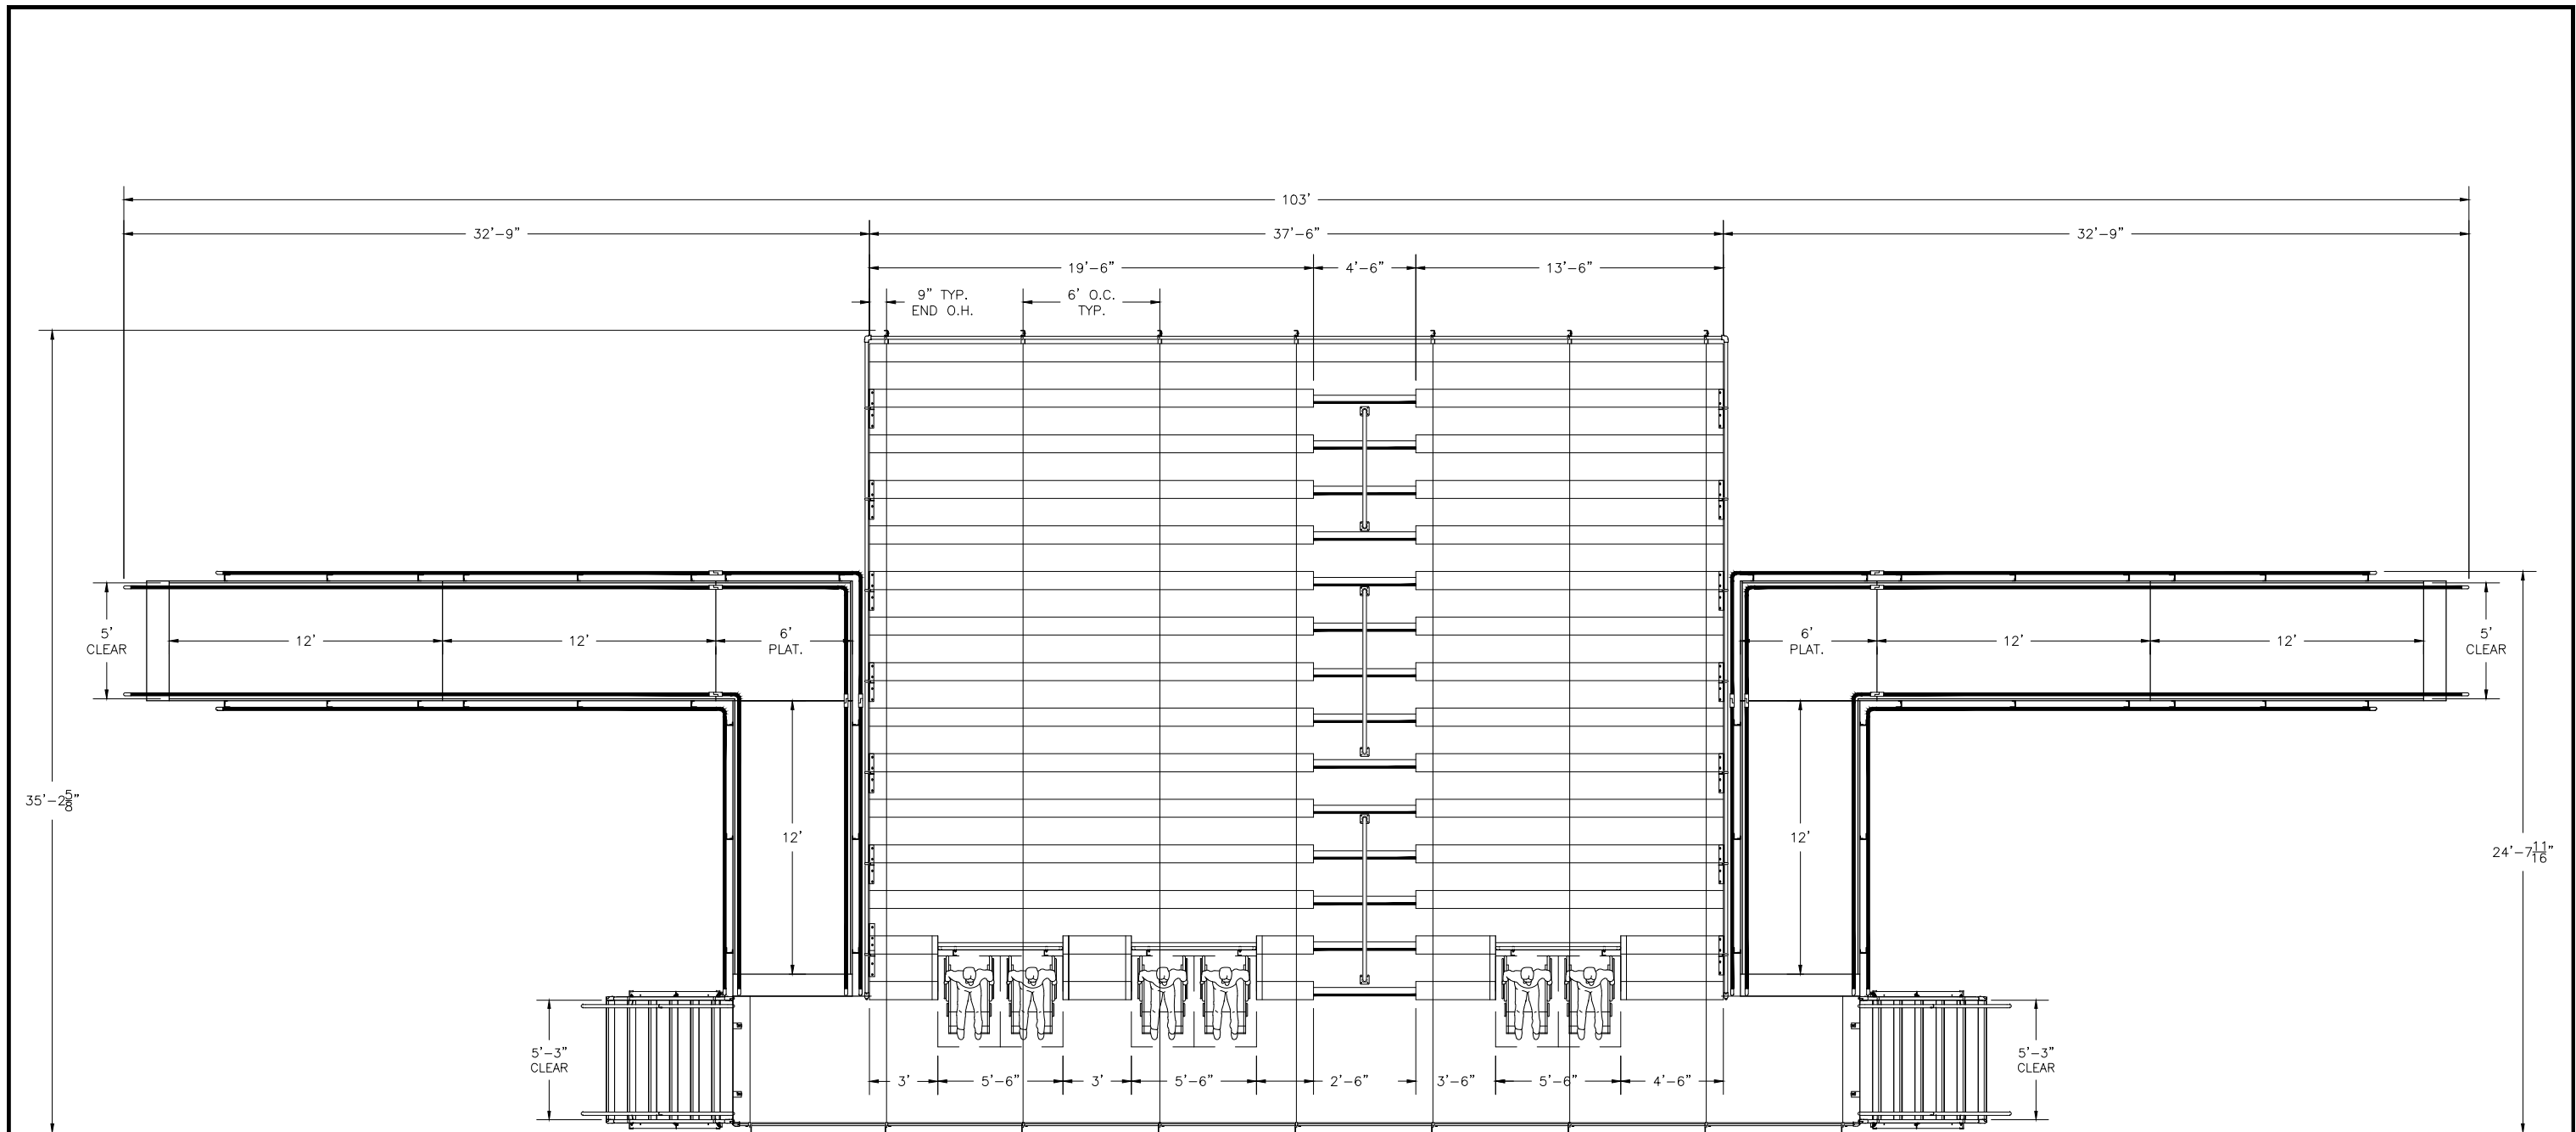 103'
32'-9" 37'-6" 32'-9"
19'-6" 4'-6" 13'-6"
9" TYP.
END O.H.
6' O.C.
TYP.
5'
CLEAR
12' 12'
6'
PLAT.
6'
PLAT.
12' 12'
5'
CLEAR
35'-2 5/8"
12'
12'
24'-7 11/16"
5'-3"
CLEAR
5'-3"
CLEAR
3' 5'-6" 3' 5'-6" 2'-6" 3'-6" 5'-6" 4'-6"